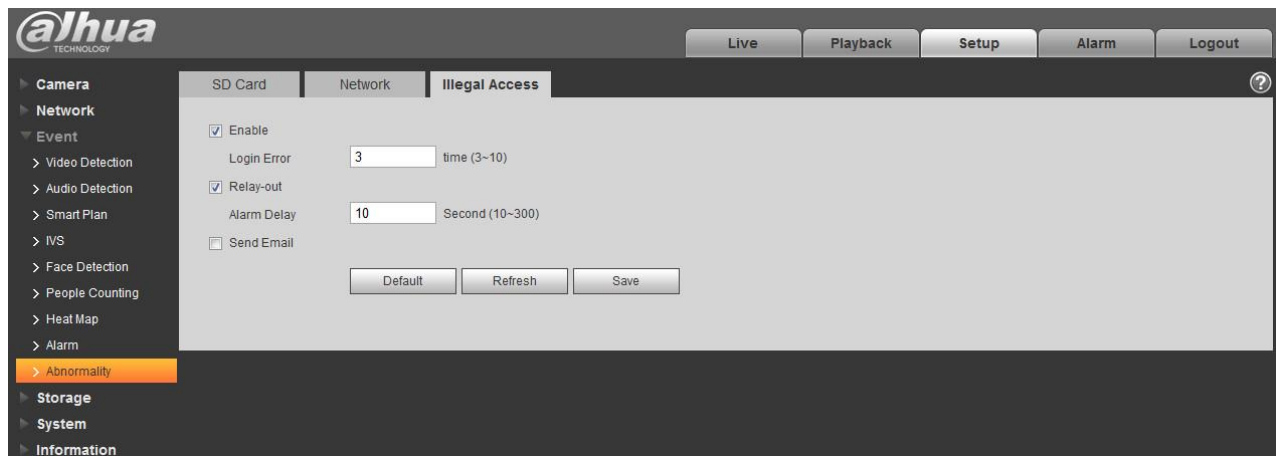 alhua
TECHNOLOGY
Live Playback Setup Alarm Logout
Camera
Network
Event
Video Detection
Audio Detection
Smart Plan
IVS
Face Detection
People Counting
Heat Map
Alarm
Abnormality
Storage
System
Information
SD Card Network Illegal Access ?
Enable
Login Error 3 time (3~10)
Relay-out
Alarm Delay 10 Second (10~300)
Send Email
Default Refresh Save